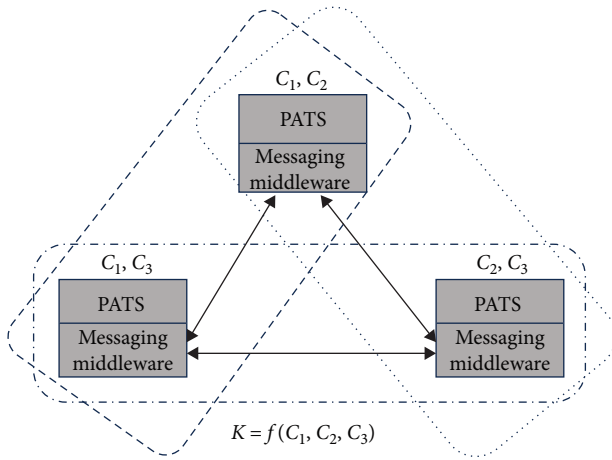 C₁, C₂
PATS
Messaging
middleware
C₁, C₃
PATS
Messaging
middleware
C₂, C₃
PATS
Messaging
middleware
K = f(C₁, C₂, C₃)